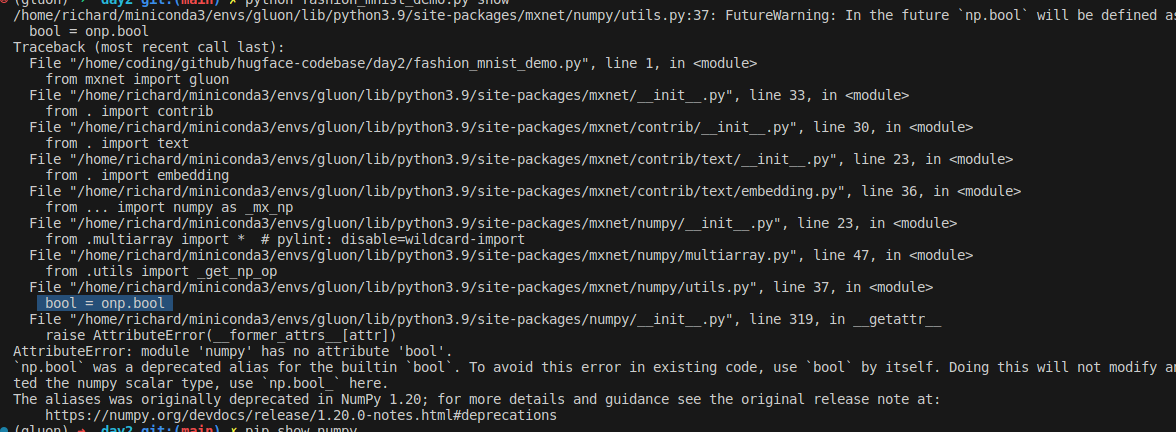 (gluon) → day2 git:(main) ✗ python fashion_mnist_demo.py show
/home/richard/miniconda3/envs/gluon/lib/python3.9/site-packages/mxnet/numpy/utils.py:37: FutureWarning: In the future `np.bool` will be defined as
  bool = onp.bool
Traceback (most recent call last):
  File "/home/coding/github/hugface-codebase/day2/fashion_mnist_demo.py", line 1, in <module>
    from mxnet import gluon
  File "/home/richard/miniconda3/envs/gluon/lib/python3.9/site-packages/mxnet/__init__.py", line 33, in <module>
    from . import contrib
  File "/home/richard/miniconda3/envs/gluon/lib/python3.9/site-packages/mxnet/contrib/__init__.py", line 30, in <module>
    from . import text
  File "/home/richard/miniconda3/envs/gluon/lib/python3.9/site-packages/mxnet/contrib/text/__init__.py", line 23, in <module>
    from . import embedding
  File "/home/richard/miniconda3/envs/gluon/lib/python3.9/site-packages/mxnet/contrib/text/embedding.py", line 36, in <module>
    from ... import numpy as _mx_np
  File "/home/richard/miniconda3/envs/gluon/lib/python3.9/site-packages/mxnet/numpy/__init__.py", line 23, in <module>
    from .multiarray import *  # pylint: disable=wildcard-import
  File "/home/richard/miniconda3/envs/gluon/lib/python3.9/site-packages/mxnet/numpy/multiarray.py", line 47, in <module>
    from .utils import _get_np_op
  File "/home/richard/miniconda3/envs/gluon/lib/python3.9/site-packages/mxnet/numpy/utils.py", line 37, in <module>
    bool = onp.bool
  File "/home/richard/miniconda3/envs/gluon/lib/python3.9/site-packages/numpy/__init__.py", line 319, in __getattr__
    raise AttributeError(__former_attrs__[attr])
AttributeError: module 'numpy' has no attribute 'bool'.
`np.bool` was a deprecated alias for the builtin `bool`. To avoid this error in existing code, use `bool` by itself. Doing this will not modify an
ted the numpy scalar type, use `np.bool_` here.
The aliases was originally deprecated in NumPy 1.20; for more details and guidance see the original release note at:
    https://numpy.org/devdocs/release/1.20.0-notes.html#deprecations
(gluon) → day2 git:(main) ✗ pip show numpy